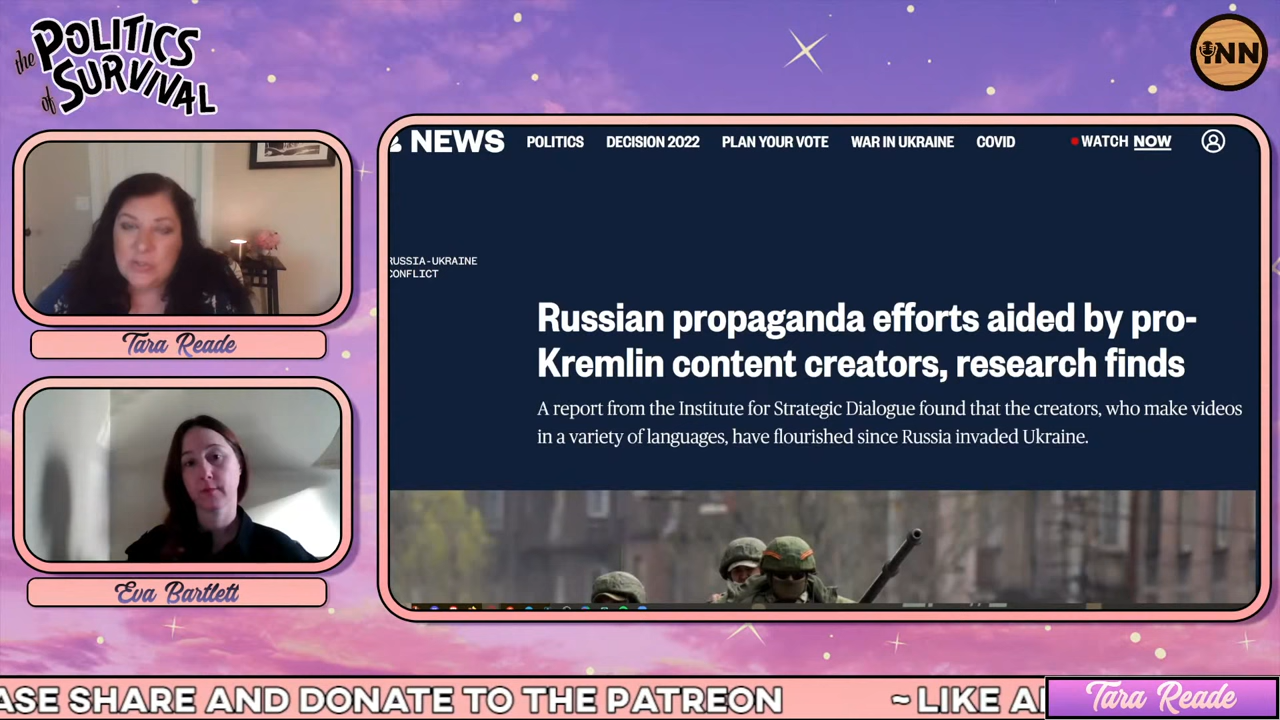 the POLITICS
of SURVIVAL
iNN
NEWS POLITICS DECISION 2022 PLAN YOUR VOTE WAR IN UKRAINE COVID WATCH NOW
RUSSIA-UKRAINE
CONFLICT
Russian propaganda efforts aided by pro-
Kremlin content creators, research finds
A report from the Institute for Strategic Dialogue found that the creators, who make videos
in a variety of languages, have flourished since Russia invaded Ukraine.
Tara Reade
Eva Bartlett
ASE SHARE AND DONATE TO THE PATREON ~ LIKE A
Tara Reade